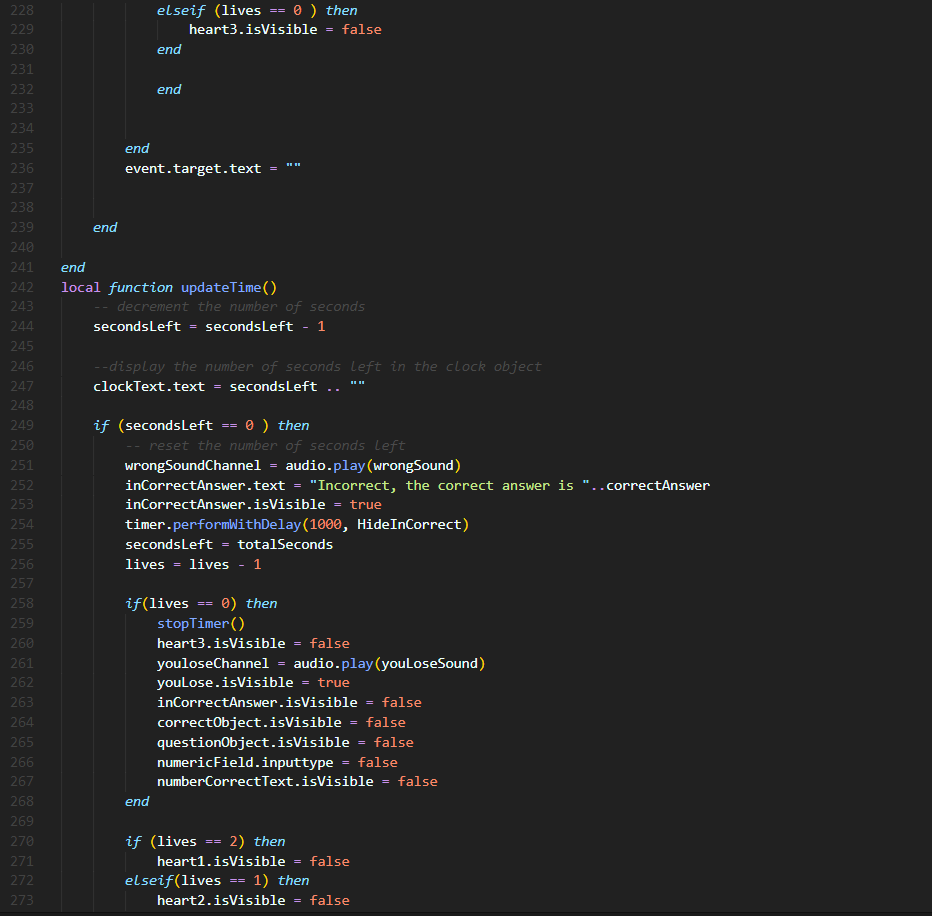 228 elseif (lives == 0 ) then
229 heart3.isVisible = false
230 end
231
232 end
233
234
235 end
236 event.target.text = ""
237
238
239 end
240
241 end
242 local function updateTime()
243 -- decrement the number of seconds
244 secondsLeft = secondsLeft - 1
245
246 --display the number of seconds left in the clock object
247 clockText.text = secondsLeft .. ""
248
249 if (secondsLeft == 0 ) then
250 -- reset the number of seconds left
251 wrongSoundChannel = audio.play(wrongSound)
252 inCorrectAnswer.text = "Incorrect, the correct answer is "..correctAnswer
253 inCorrectAnswer.isVisible = true
254 timer.performWithDelay(1000, HideInCorrect)
255 secondsLeft = totalSeconds
256 lives = lives - 1
257
258 if(lives == 0) then
259 stopTimer()
260 heart3.isVisible = false
261 youloseChannel = audio.play(youLoseSound)
262 youLose.isVisible = true
263 inCorrectAnswer.isVisible = false
264 correctObject.isVisible = false
265 questionObject.isVisible = false
266 numericField.inputtype = false
267 numberCorrectText.isVisible = false
268 end
269
270 if (lives == 2) then
271 heart1.isVisible = false
272 elseif(lives == 1) then
273 heart2.isVisible = false